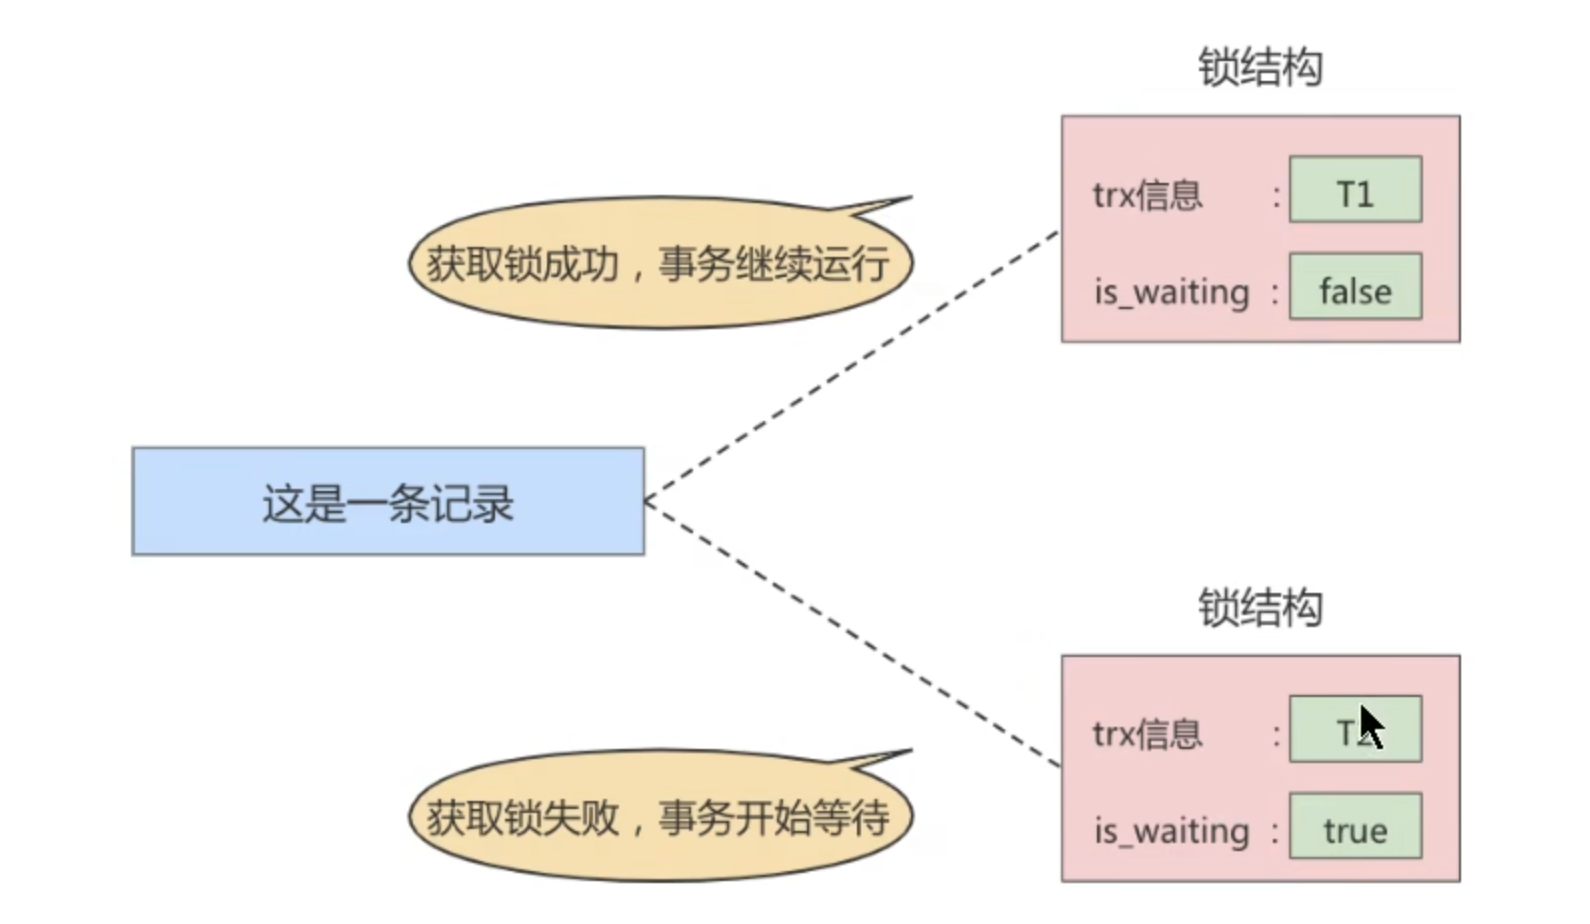 锁结构
trx信息 : T1
获取锁成功，事务继续运行
is_waiting : false
这是一条记录
锁结构
trx信息 : T2
获取锁失败，事务开始等待
is_waiting : true